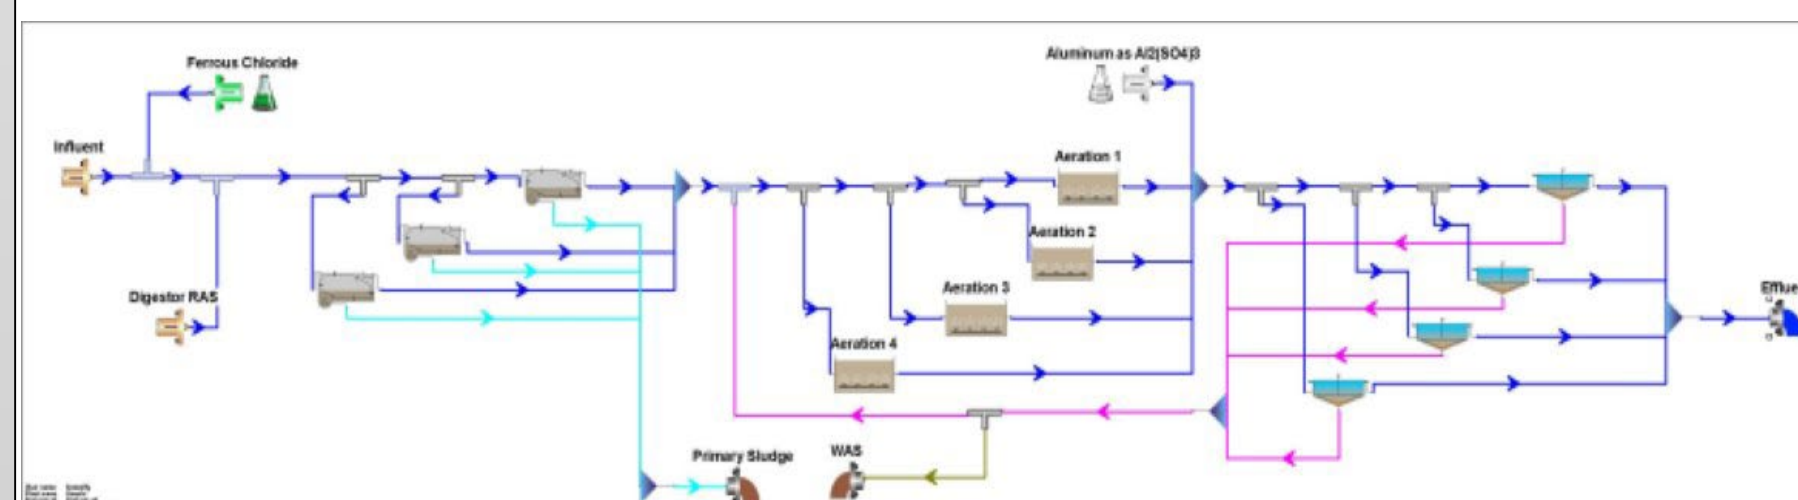 Ferrous Chloride
Aluminum as Al2(SO4)3
Influent
Aeration 1
Aeration 2
Digestor RAS
Aeration 3
Efflue
Aeration 4
Primary Sludge
WAS